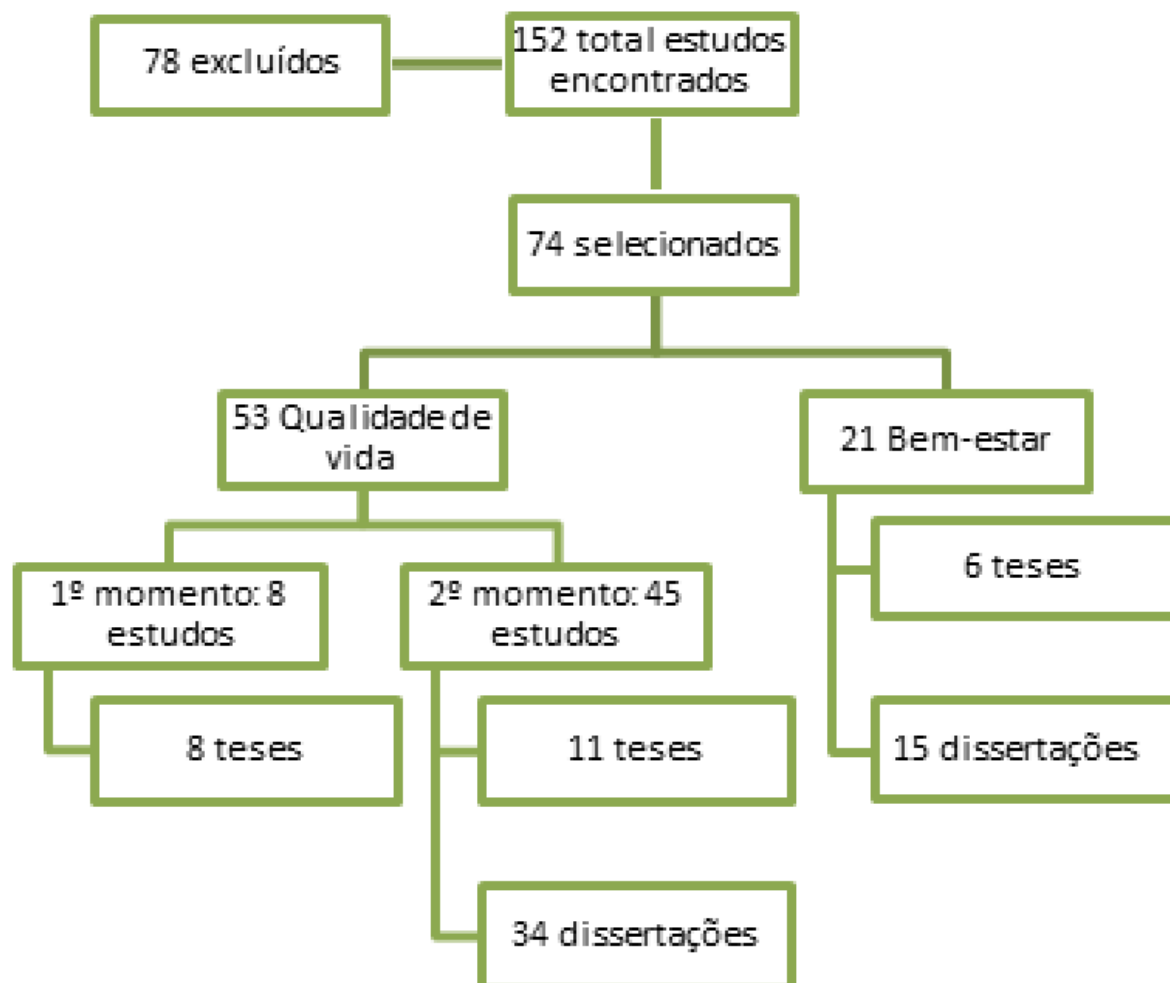 78 excluídos
152 total estudos
encontrados
74 selecionados
53 Qualidade de
vida
21 Bem-estar
1º momento: 8
estudos
2º momento: 45
estudos
6 teses
8 teses
11 teses
15 dissertações
34 dissertações